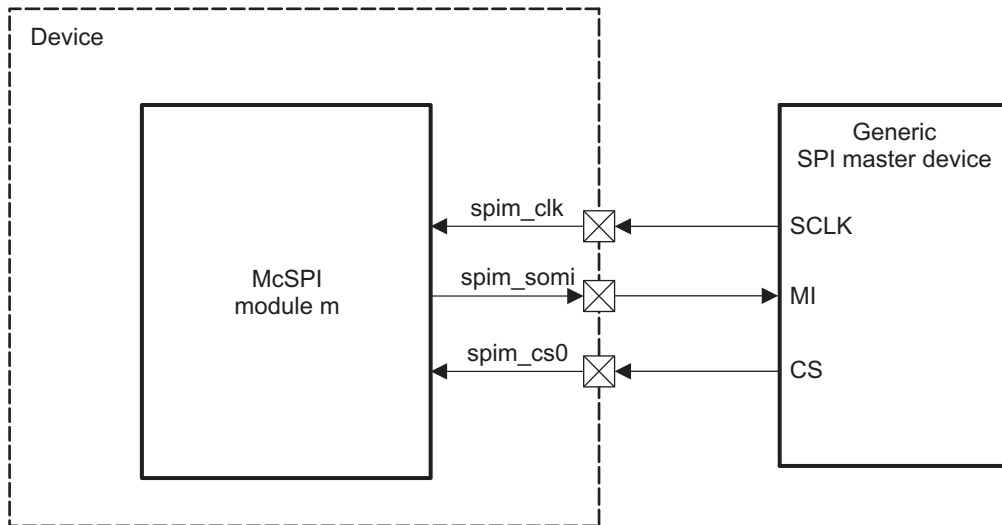 Device
Generic
SPI master device
spim_clk
SCLK
McSPI
module m
spim_somi
MI
spim_cs0
CS